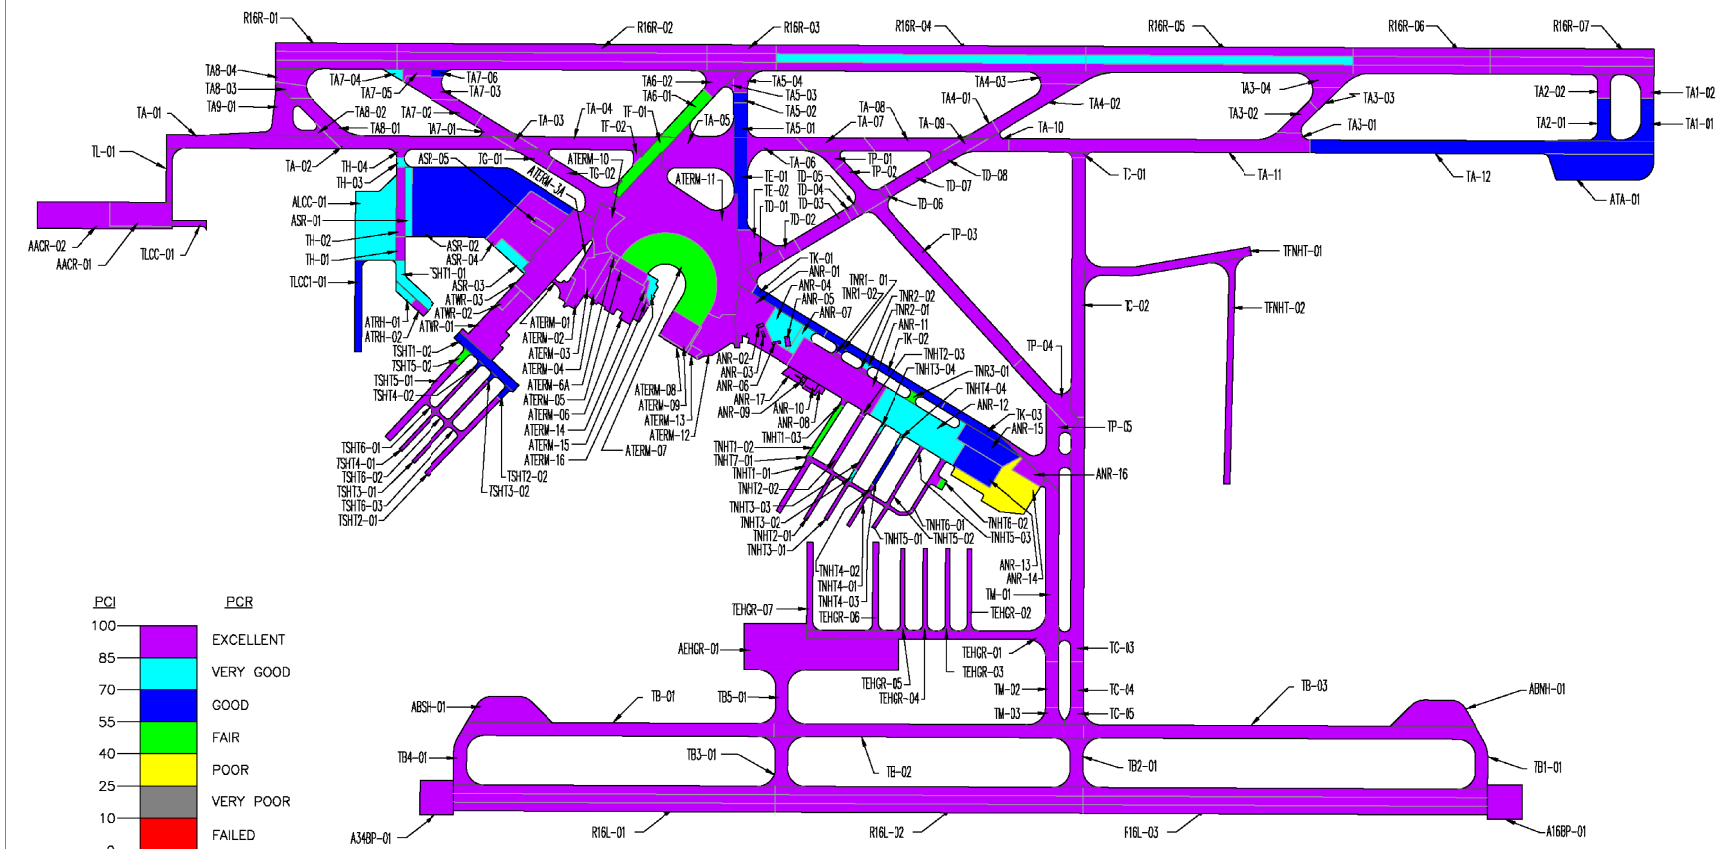 R16R-01
R16R-02
R16R-03
R16R-04
R16R-05
R16R-06
R16R-07
TA8-04
TA8-03
TA9-01
TA-01
TL-01
TA7-04
TA7-05
TA7-06
TA7-03
TA7-02
TA7-01
TA8-02
TA8-01
TA-02
TA-03
TA-04
TF-01
TF-02
TA6-02
TA6-01
TA-05
TA5-04
TA5-03
TA5-02
TA5-01
TA-06
TA-07
TA-08
TA-09
TA-10
TA4-03
TA4-01
TA4-02
TA3-04
TA3-03
TA3-02
TA3-01
TA2-02
TA2-01
TA1-02
TA1-01
TA-11
TA-12
ATA-01
TC-01
TC-02
TFNHT-01
TFNHT-02
TH-04
TH-03
ASR-05
TG-01
TG-02
ATERM-10
ATERM-3A
ATERM-11
TE-01
TE-02
TD-01
TD-02
TD-03
TD-04
TD-05
TP-01
TP-02
TD-06
TD-07
TD-08
TP-03
TP-04
TP-05
ALCC-01
ASR-01
TH-02
TH-01
TLCC1-01
AACR-02
AACR-01
TLCC-01
ASR-02
ASR-04
TSHT1-01
ASR-03
ATWR-03
ATWR-02
ATWR-01
ATRH-01
ATRH-02
TSHT1-02
TSHT5-02
TSHT5-01
TSHT4-02
TSHT6-01
TSHT4-01
TSHT6-02
TSHT3-01
TSHT6-03
TSHT2-01
TSHT2-02
TSHT3-02
ATERM-01
ATERM-02
ATERM-03
ATERM-04
ATERM-6A
ATERM-05
ATERM-06
ATERM-14
ATERM-15
ATERM-16
ATERM-07
ATERM-08
ATERM-09
ATERM-13
ATERM-12
TK-01
ANR-01
ANR-04
ANR-05
ANR-07
TNR1-01
TNR1-02
TNR2-02
TNR2-01
ANR-11
TK-02
TNHT2-03
TNHT3-04
TNR3-01
TNHT4-04
ANR-12
TK-03
ANR-15
ANR-16
ANR-02
ANR-03
ANR-06
ANR-17
ANR-09
ANR-10
ANR-08
TNHT1-03
TNHT1-02
TNHT7-01
TNHT1-01
TNHT2-02
TNHT3-03
TNHT3-02
TNHT2-01
TNHT3-01
TNHT4-02
TNHT4-01
TNHT4-03
TNHT5-01
TNHT5-02
TNHT6-01
TNHT6-02
TNHT5-03
ANR-13
ANR-14
TEHGR-07
TEHGR-06
TEHGR-02
TM-01
AEHGR-01
TEHGR-05
TEHGR-04
TEHGR-03
TEHGR-01
TM-02
TM-03
TC-03
TC-04
TC-05
ABSH-01
TB-01
TB5-01
TB-03
ABNH-01
TB4-01
TB3-01
TB-02
TB2-01
TB1-01
A34BP-01
R16L-01
R16L-02
F16L-03
A16BP-01
PCI PCR
100
EXCELLENT
85
VERY GOOD
70
GOOD
55
FAIR
40
POOR
25
VERY POOR
10
FAILED